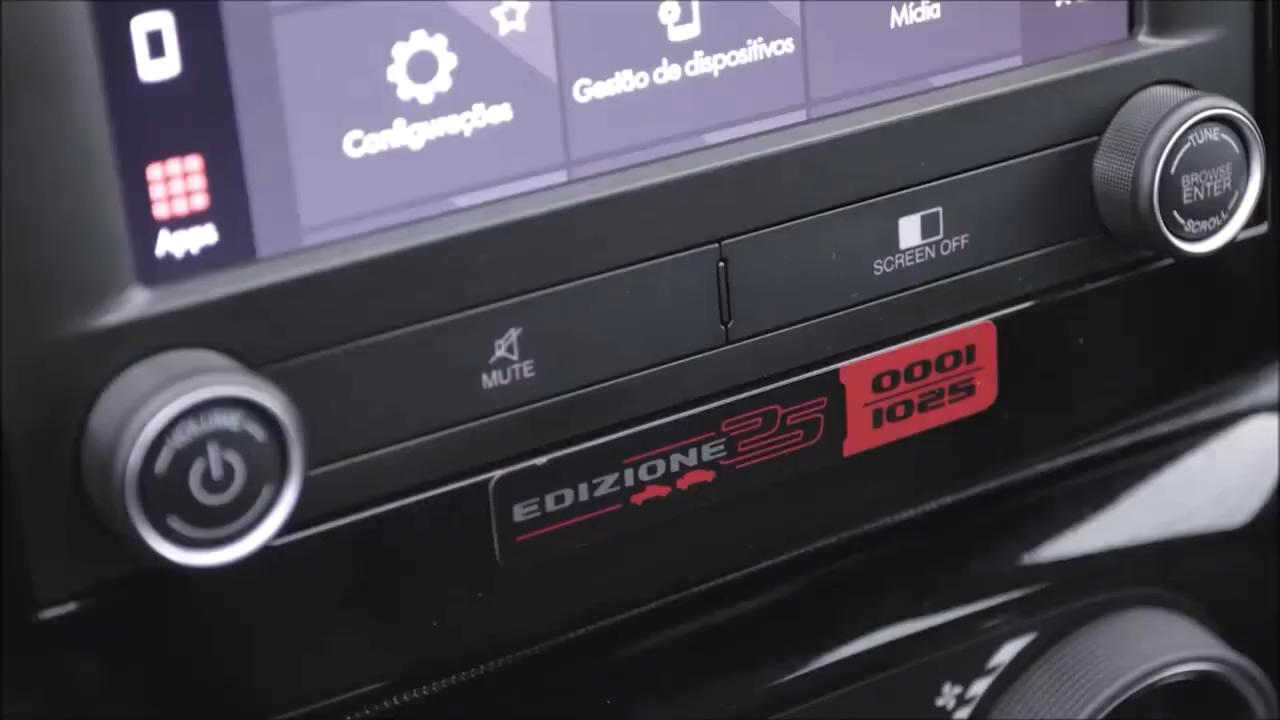 Mídia
Gestão de dispositivos
Configurações
Apps
TUNE
BROWSE
ENTER
SCROLL
SCREEN OFF
MUTE
VOLUME
EDIZIONE 25
0001
1025